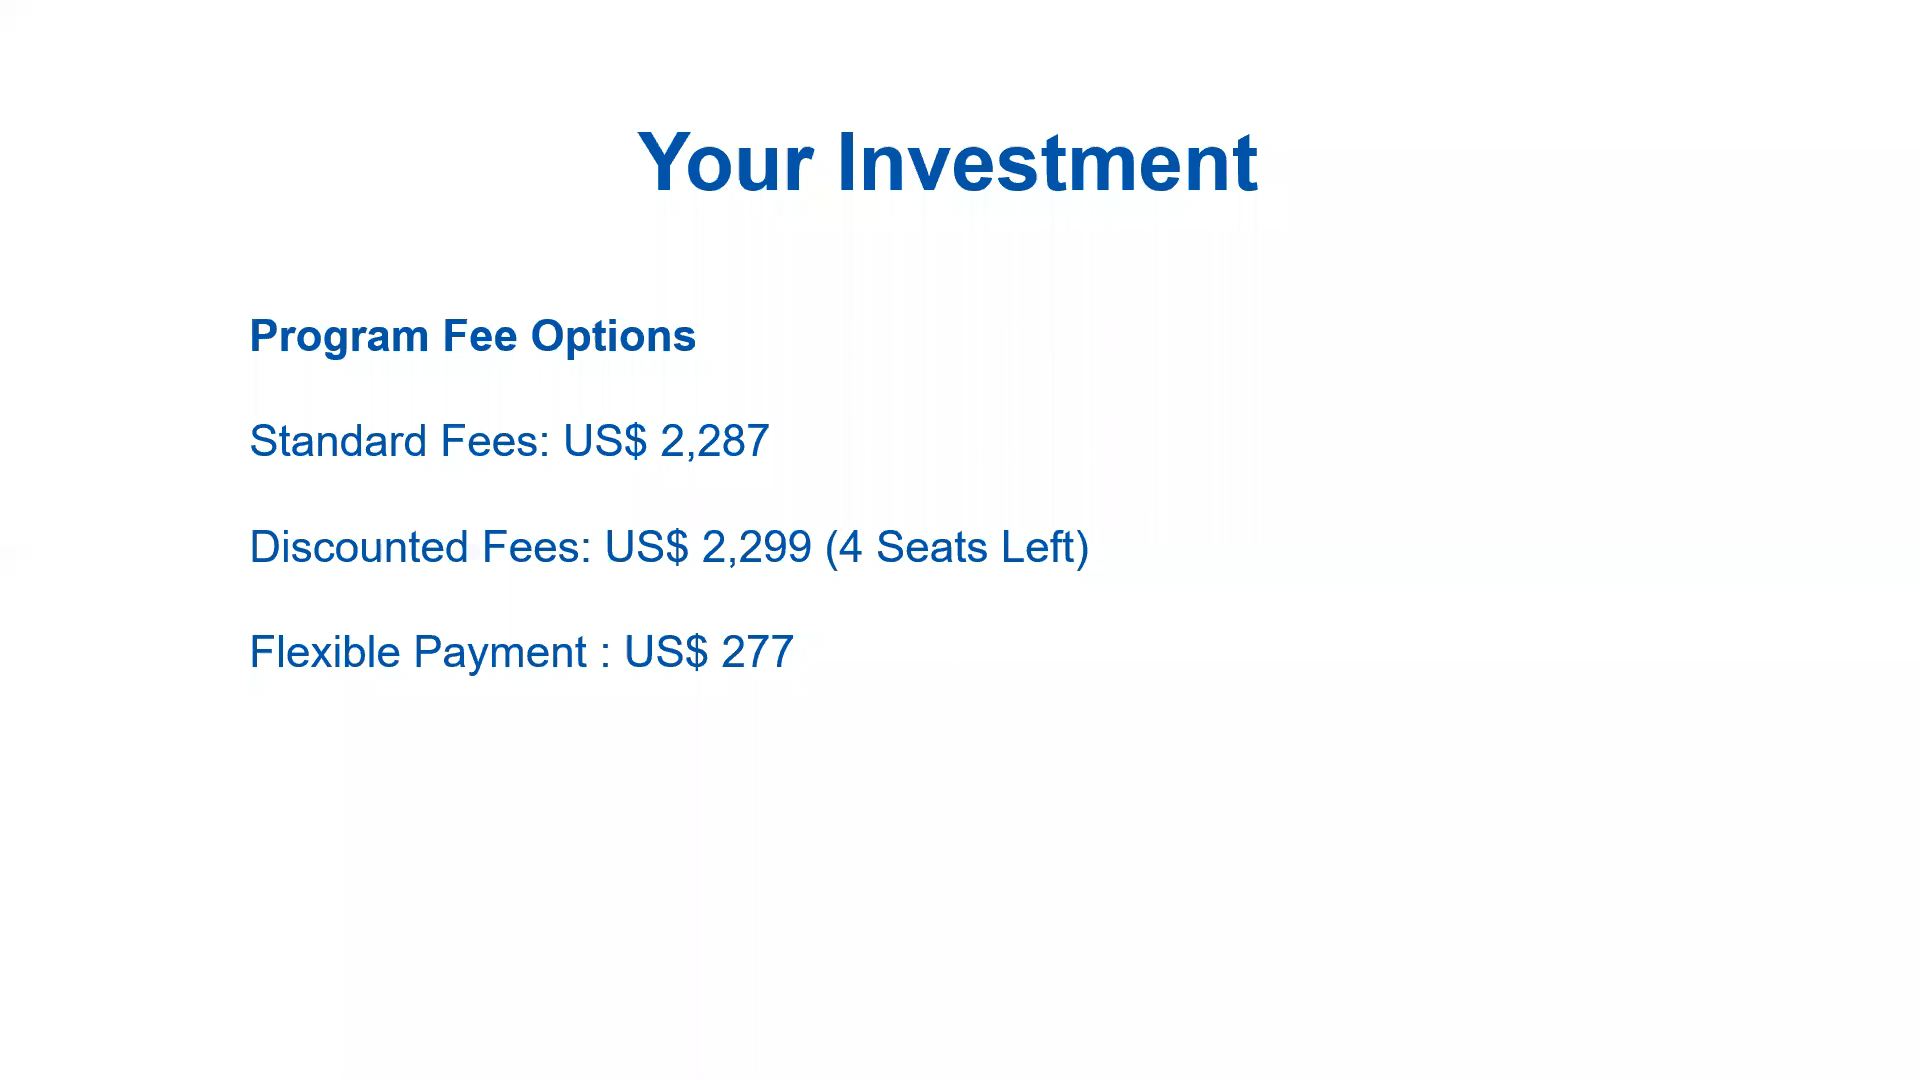 Your Investment
Program Fee Options
Standard Fees: US$ 2,287
Discounted Fees: US$ 2,299 (4 Seats Left)
Flexible Payment : US$ 277